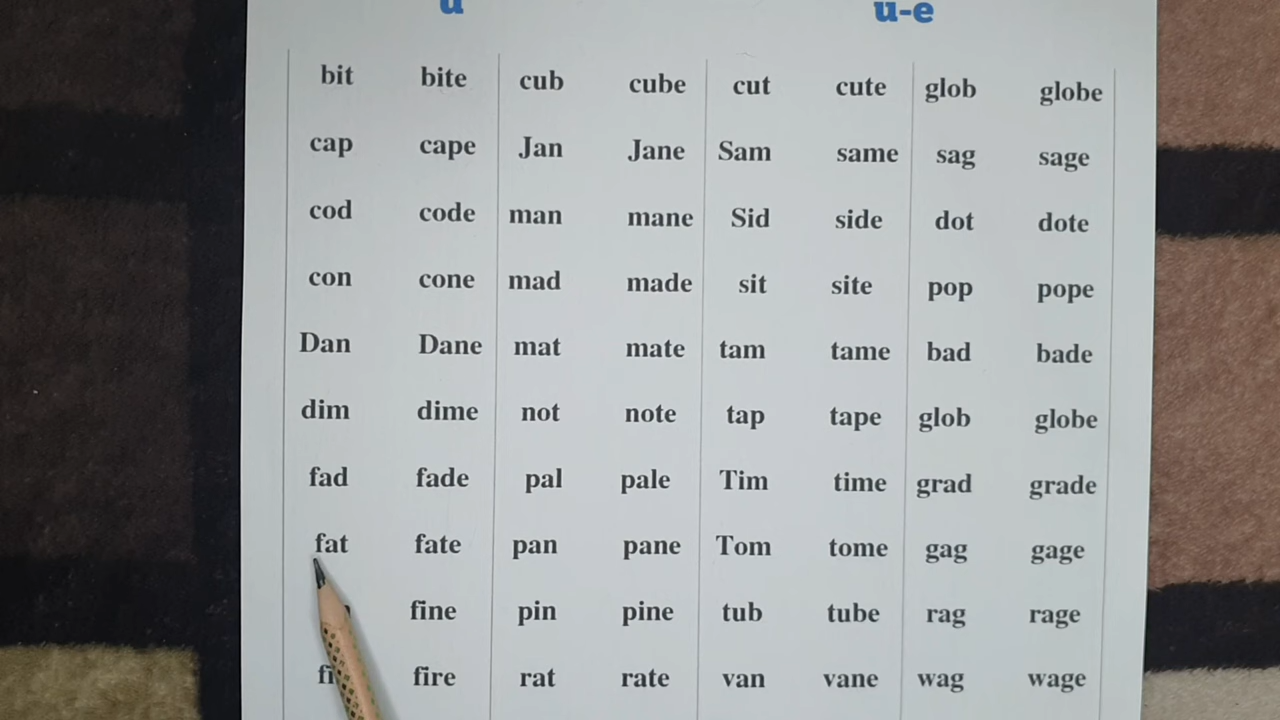 u u-e
bit bite cub cube cut cute glob globe
cap cape Jan Jane Sam same sag sage
cod code man mane Sid side dot dote
con cone mad made sit site pop pope
Dan Dane mat mate tam tame bad bade
dim dime not note tap tape glob globe
fad fade pal pale Tim time grad grade
fat fate pan pane Tom tome gag gage
fine pin pine tub tube rag rage
fire rat rate van vane wag wage